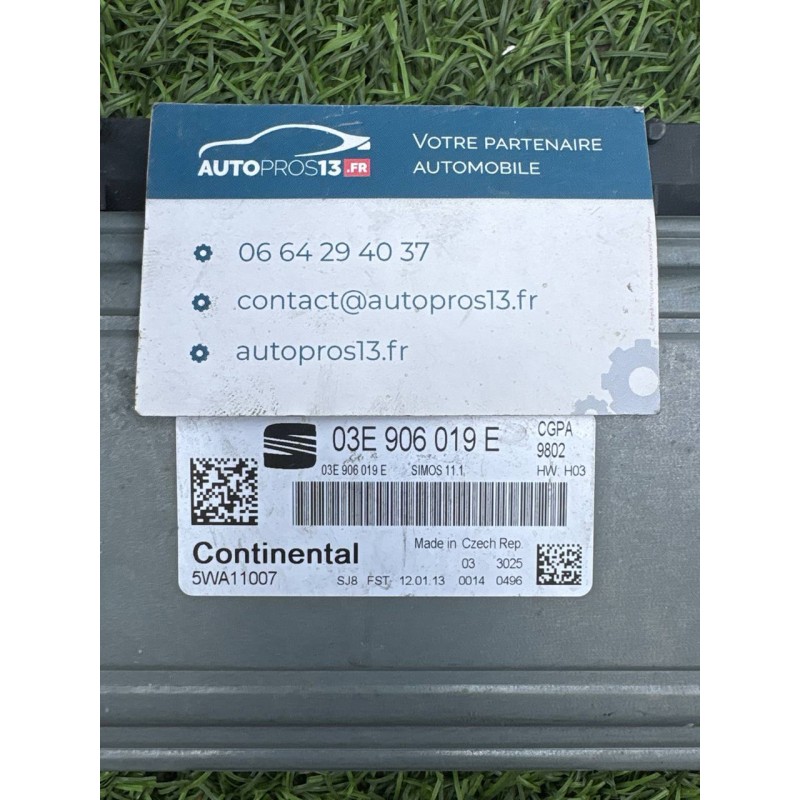 AUTOPROS13.FR
VOTRE PARTENAIRE
AUTOMOBILE
06 64 29 40 37
contact@autopros13.fr
autopros13.fr
03E 906 019 E
CGPA
9802
03E 906 019 E SIMOS 11.1. HW: H03
Continental
5WA11007
Made in Czech Rep.
03 3025
SJ8 FST 12.01.13 0014 0496